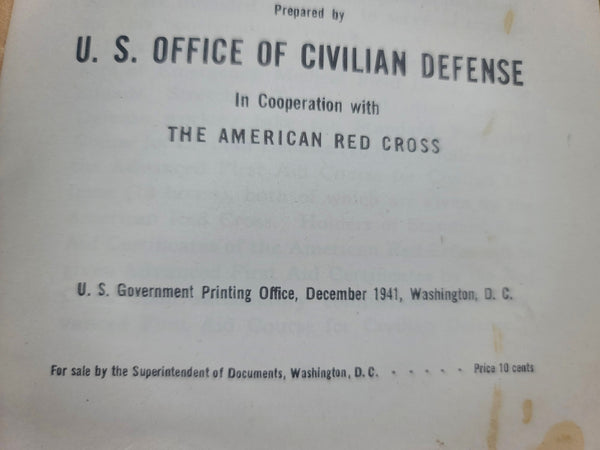 Prepared by
U. S. OFFICE OF CIVILIAN DEFENSE
In Cooperation with
THE AMERICAN RED CROSS
U. S. Government Printing Office, December 1941, Washington, D. C.
For sale by the Superintendent of Documents, Washington, D. C. - - - - - Price 10 cents